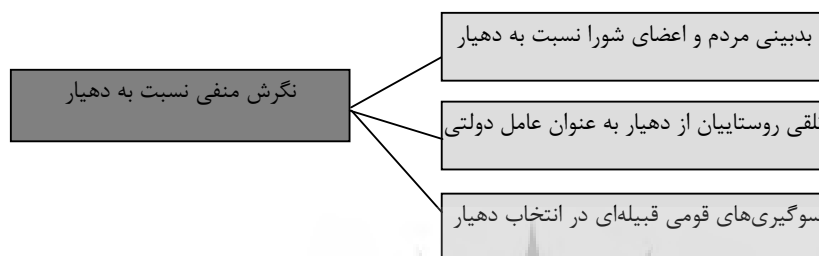 بدبینی مردم و اعضای شورا نسبت به دهیار
نگرش منفی نسبت به دهیار
تلقی روستاییان از دهیار به عنوان عامل دولتی
سوگیری‌های قومی قبیله‌ای در انتخاب دهیار